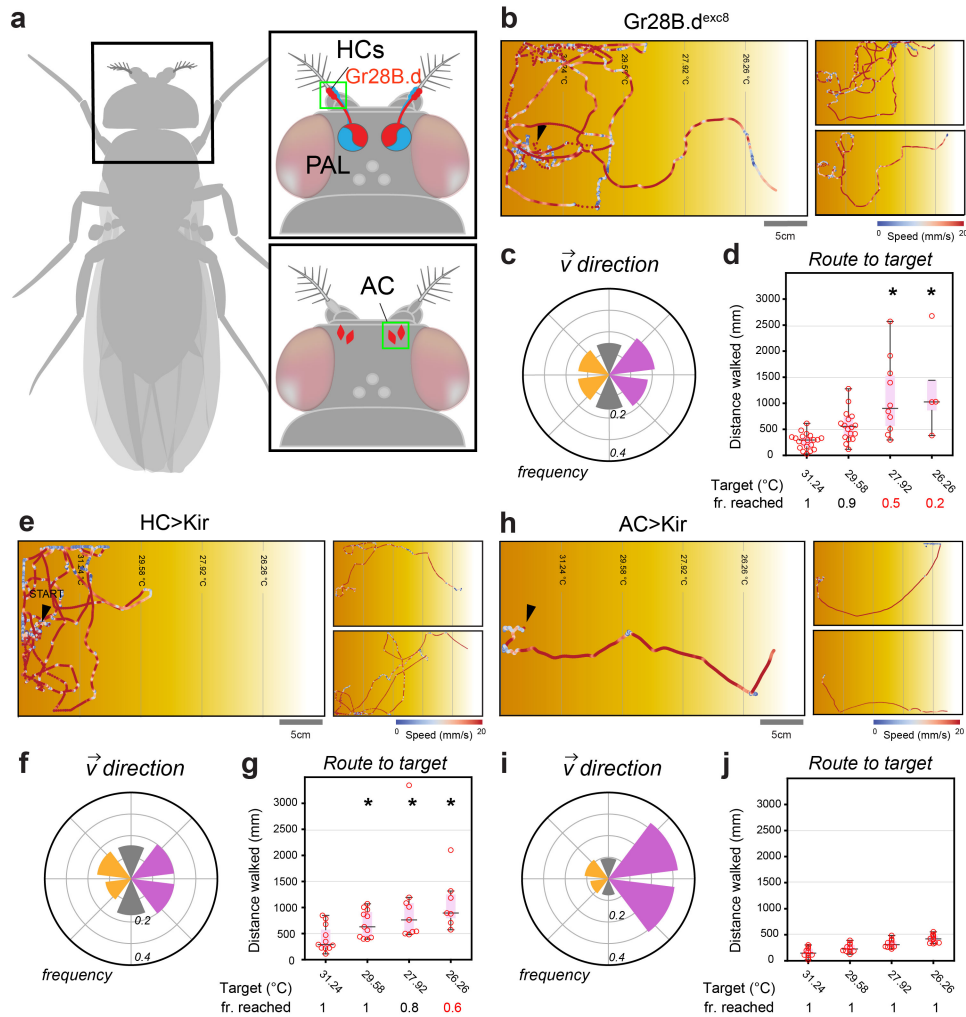 a
HCs
Gr28B.d
PAL
AC
b
Gr28B.d^exc8
31.24 °C
29.58 °C
27.92 °C
26.26 °C
5cm
0 Speed (mm/s) 20
c
v direction
0.2
0.4
frequency
d
Route to target
* *
Distance walked (mm)
3000
2500
2000
1500
1000
500
0
31.24 29.58 27.92 26.26
Target (°C)
fr. reached 1 0.9 0.5 0.2
e
HC>Kir
31.24 °C
29.58 °C
27.92 °C
26.26 °C
START
5cm
0 Speed (mm/s) 20
f
v direction
0.2
0.4
frequency
g
Route to target
* * *
Distance walked (mm)
3000
2500
2000
1500
1000
500
0
31.24 29.58 27.92 26.26
Target (°C)
fr. reached 1 1 0.8 0.6
h
AC>Kir
31.24 °C
29.58 °C
27.92 °C
26.26 °C
5cm
0 Speed (mm/s) 20
i
v direction
0.2
0.4
frequency
j
Route to target
Distance walked (mm)
3000
2500
2000
1500
1000
500
0
31.24 29.58 27.92 26.26
Target (°C)
fr. reached 1 1 1 1